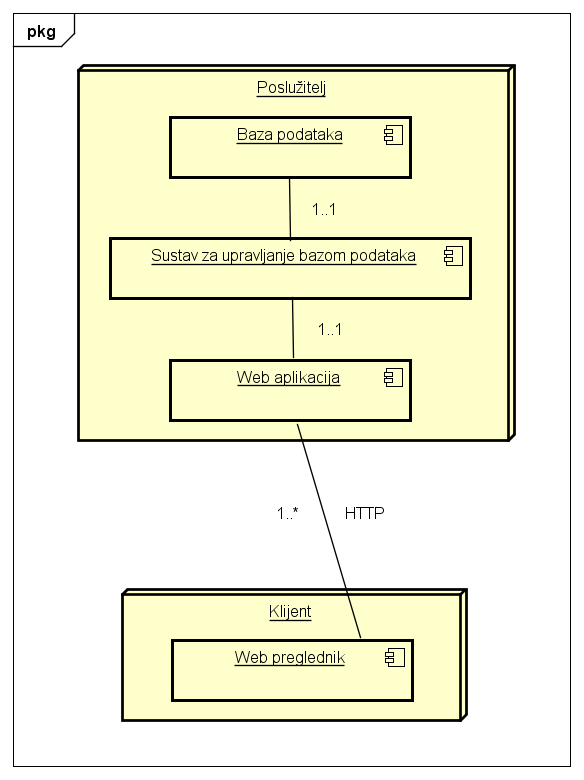 pkg
Poslužitelj
Baza podataka
1..1
Sustav za upravljanje bazom podataka
1..1
Web aplikacija
1..* HTTP
Klijent
Web preglednik